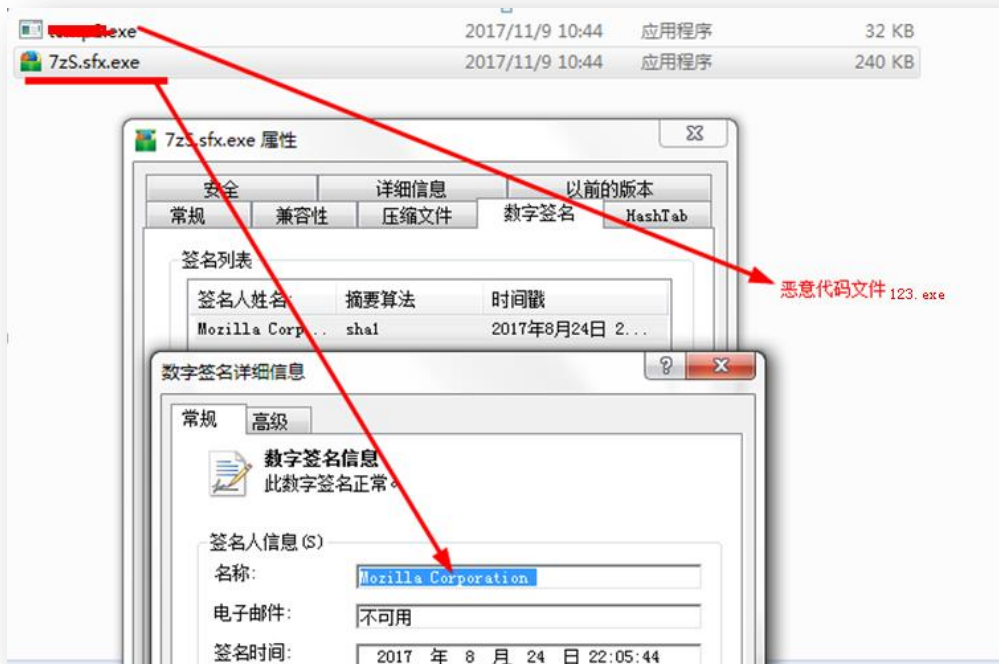 exe 2017/11/9 10:44 应用程序 32 KB
7zS.sfx.exe 2017/11/9 10:44 应用程序 240 KB
7zS.sfx.exe 属性
安全 详细信息 以前的版本
常规 兼容性 压缩文件 数字签名 HashTab
签名列表
签名人姓名: 摘要算法 时间戳
Mozilla Corp... sha1 2017年8月24日 2...
恶意代码文件123.exe
数字签名详细信息
常规 高级
数字签名信息
此数字签名正常。
签名人信息(S)
名称: Mozilla Corporation
电子邮件: 不可用
签名时间: 2017 年 8 月 24 日 22:05:44